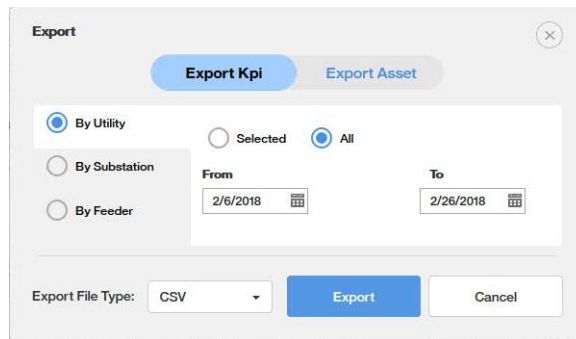 Export
Export Kpi Export Asset
By Utility
Selected All
By Substation
From To
2/6/2018 2/26/2018
By Feeder
Export File Type: CSV Export Cancel